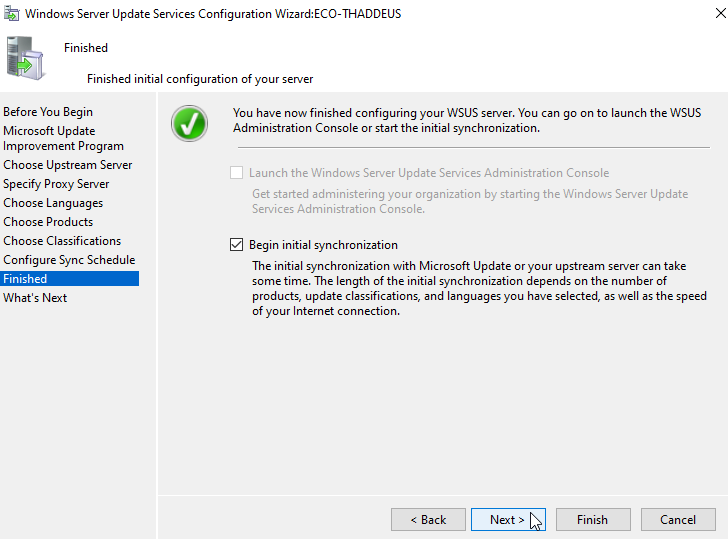 Windows Server Update Services Configuration Wizard:ECO-THADDEUS
Finished
Finished initial configuration of your server
Before You Begin
Microsoft Update
Improvement Program
Choose Upstream Server
Specify Proxy Server
Choose Languages
Choose Products
Choose Classifications
Configure Sync Schedule
Finished
What's Next
You have now finished configuring your WSUS server. You can go on to launch the WSUS
Administration Console or start the initial synchronization.
Launch the Windows Server Update Services Administration Console
Get started administering your organization by starting the Windows Server Update
Services Administration Console.
Begin initial synchronization
The initial synchronization with Microsoft Update or your upstream server can take
some time. The length of the initial synchronization depends on the number of
products, update classifications, and languages you have selected, as well as the speed
of your Internet connection.
< Back
Next >
Finish
Cancel